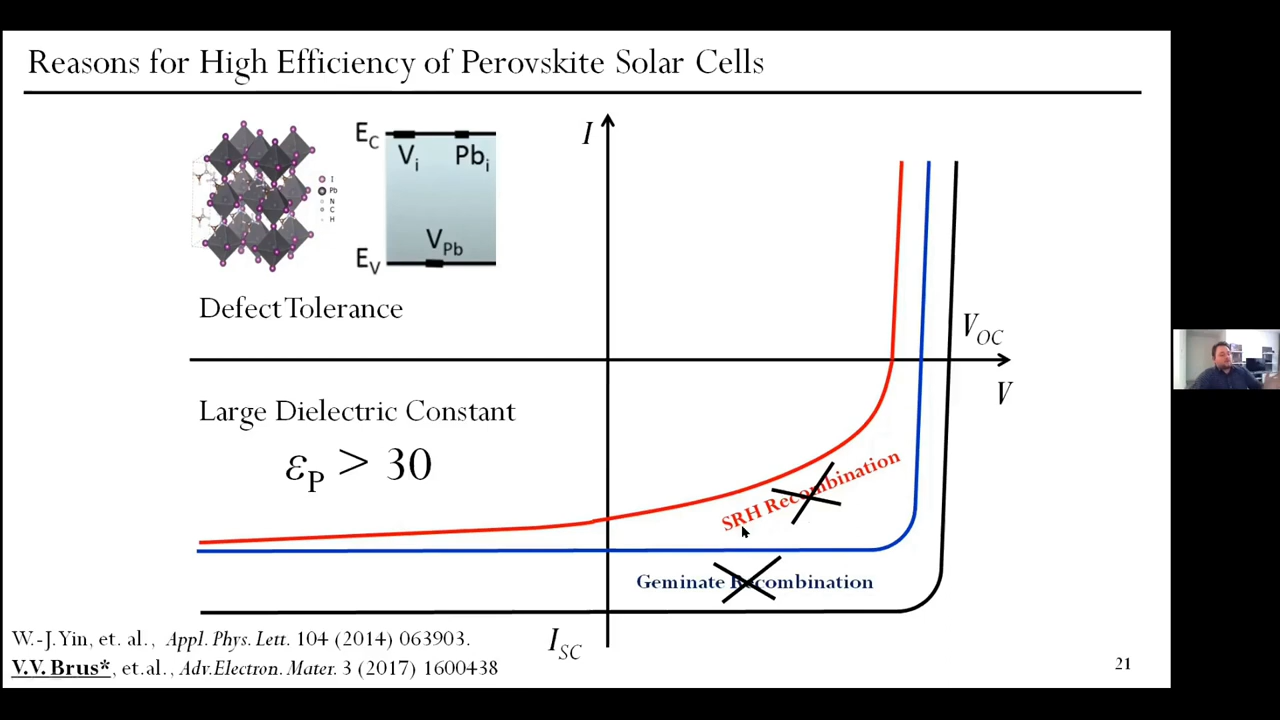 Reasons for High Efficiency of Perovskite Solar Cells
I
Pb
N
C
H
E_C
V_i
Pb_i
V_Pb
E_V
Defect Tolerance
I
V_OC
V
Large Dielectric Constant
ε_P > 30
SRH Recombination
Geminate Recombination
I_SC
W.-J.Yin, et. al., Appl. Phys. Lett. 104 (2014) 063903.
V.V. Brus*, et.al., Adv.Electron. Mater. 3 (2017) 1600438
21